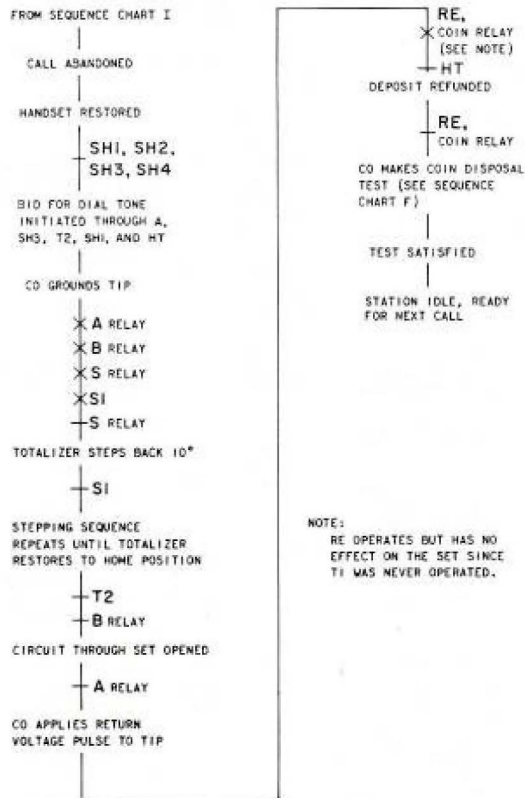 FROM SEQUENCE CHART I
CALL ABANDONED
HANDSET RESTORED
SH1, SH2,
SH3, SH4
BID FOR DIAL TONE
INITIATED THROUGH A,
SH3, T2, SH1, AND HT
CO GROUNDS TIP
A RELAY
B RELAY
S RELAY
S1
S RELAY
TOTALIZER STEPS BACK 10°
S1
STEPPING SEQUENCE
REPEATS UNTIL TOTALIZER
RESTORES TO HOME POSITION
T2
B RELAY
CIRCUIT THROUGH SET OPENED
A RELAY
CO APPLIES RETURN
VOLTAGE PULSE TO TIP
RE,
COIN RELAY
(SEE NOTE)
HT
DEPOSIT REFUNDED
RE,
COIN RELAY
CO MAKES COIN DISPOSAL
TEST (SEE SEQUENCE
CHART F)
TEST SATISFIED
STATION IDLE, READY
FOR NEXT CALL
NOTE:
RE OPERATES BUT HAS NO
EFFECT ON THE SET SINCE
T1 WAS NEVER OPERATED.